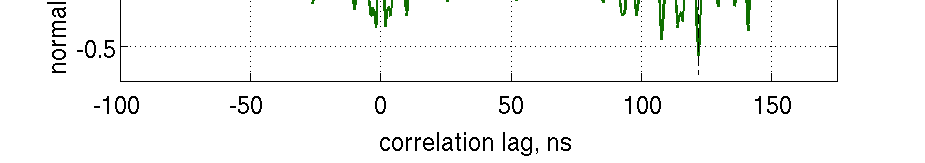 normal
-0.5
-100 -50 0 50 100 150
correlation lag, ns